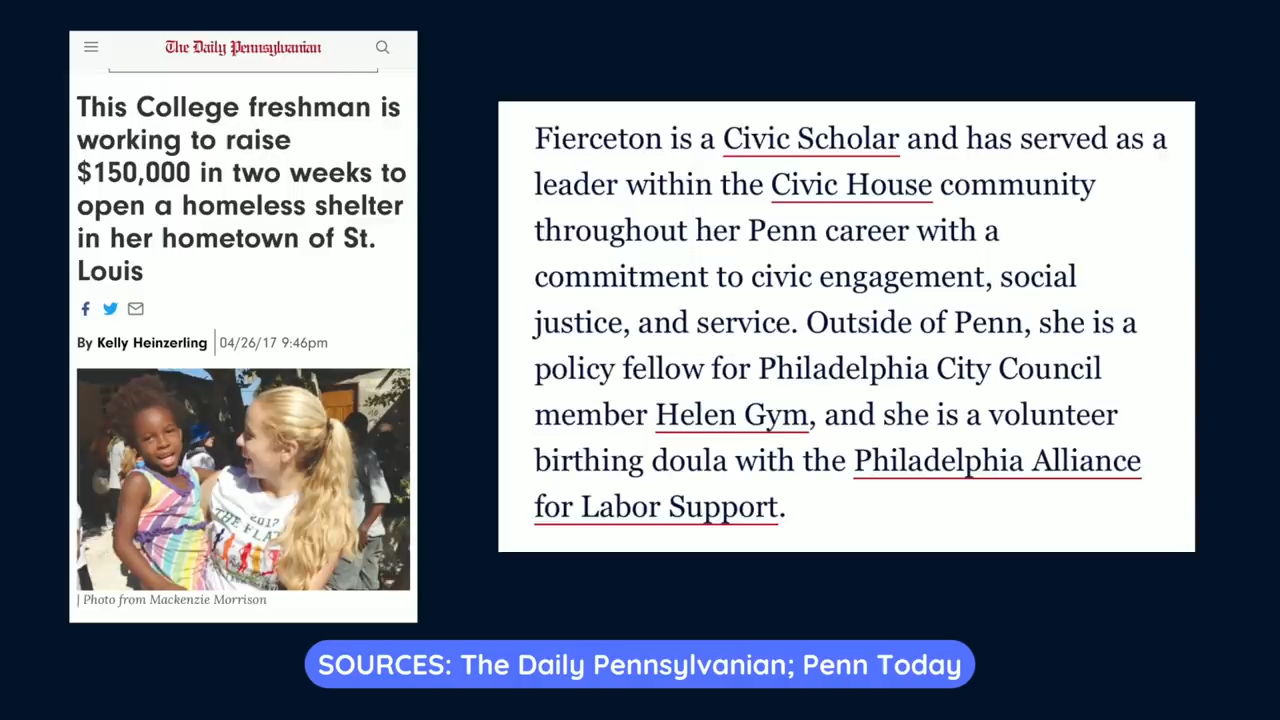 The Daily Pennsylvanian
This College freshman is
working to raise
$150,000 in two weeks to
open a homeless shelter
in her hometown of St.
Louis
By Kelly Heinzerling 04/26/17 9:46pm
2017
THE FLA
| Photo from Mackenzie Morrison
Fierceton is a Civic Scholar and has served as a
leader within the Civic House community
throughout her Penn career with a
commitment to civic engagement, social
justice, and service. Outside of Penn, she is a
policy fellow for Philadelphia City Council
member Helen Gym, and she is a volunteer
birthing doula with the Philadelphia Alliance
for Labor Support.
SOURCES: The Daily Pennsylvanian; Penn Today